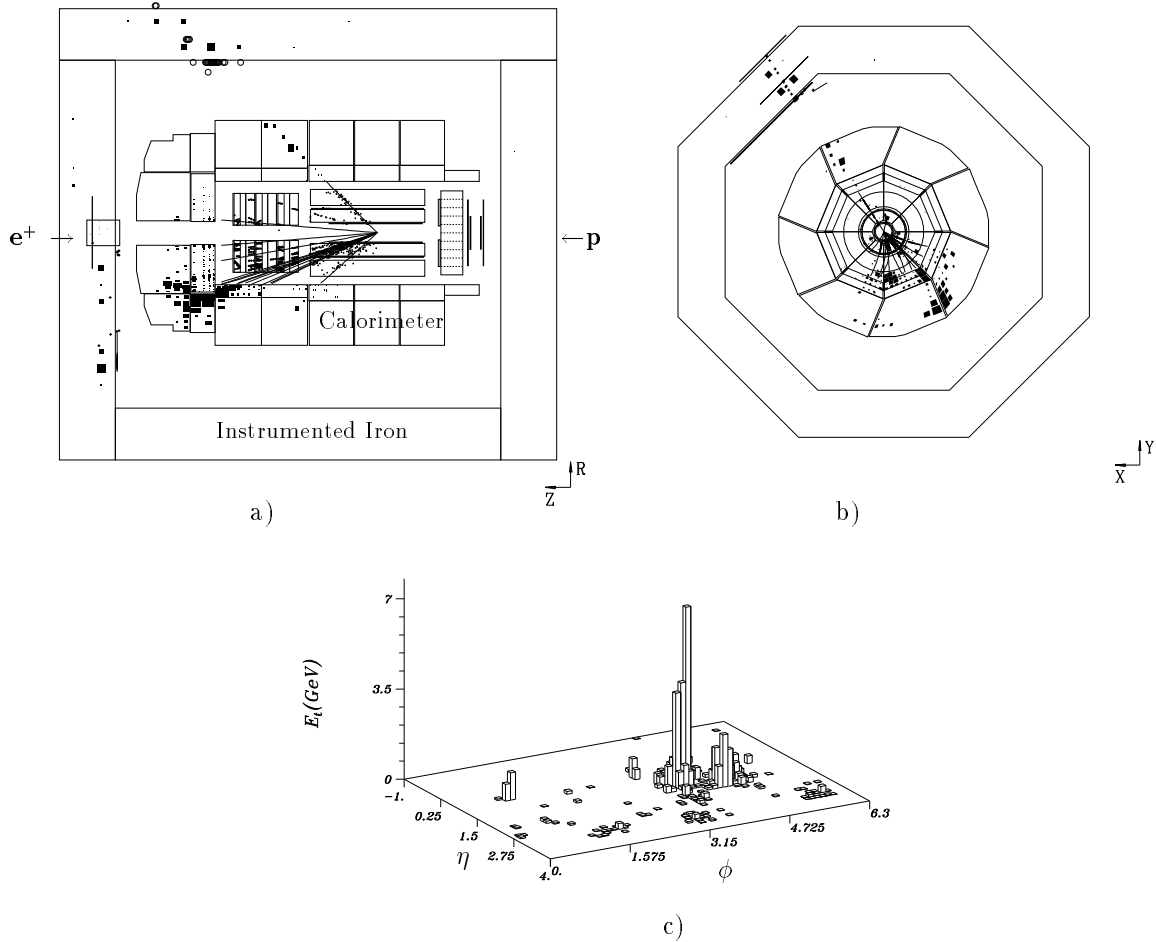 e+
p
Calorimeter
Instrumented Iron
R
Z
a)
Y
X
b)
7
3.5
0
Et(GeV)
-1.
0.25
1.5
2.75
4.
η
0.
1.575
3.15
4.725
6.3
ϕ
c)